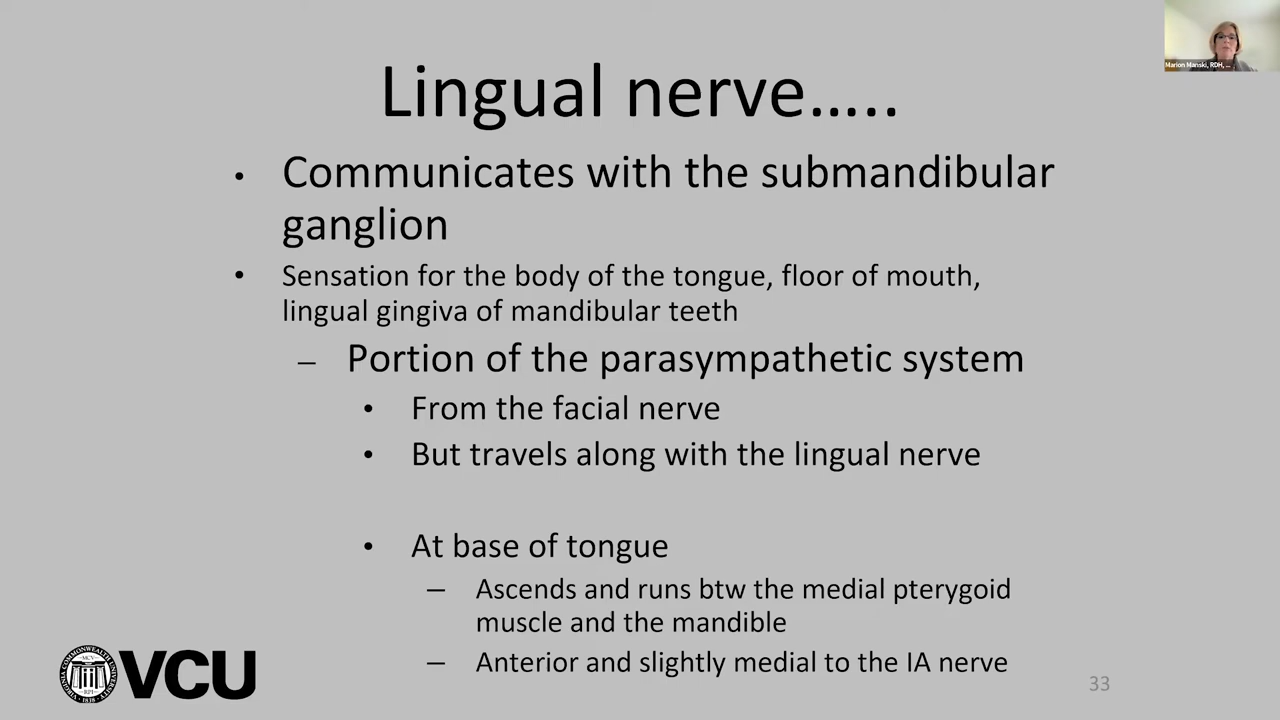 Marion Manski, RDH, ...
Lingual nerve…..
• Communicates with the submandibular
ganglion
• Sensation for the body of the tongue, floor of mouth,
lingual gingiva of mandibular teeth
– Portion of the parasympathetic system
• From the facial nerve
• But travels along with the lingual nerve
• At base of tongue
– Ascends and runs btw the medial pterygoid
muscle and the mandible
– Anterior and slightly medial to the IA nerve
VCU
33